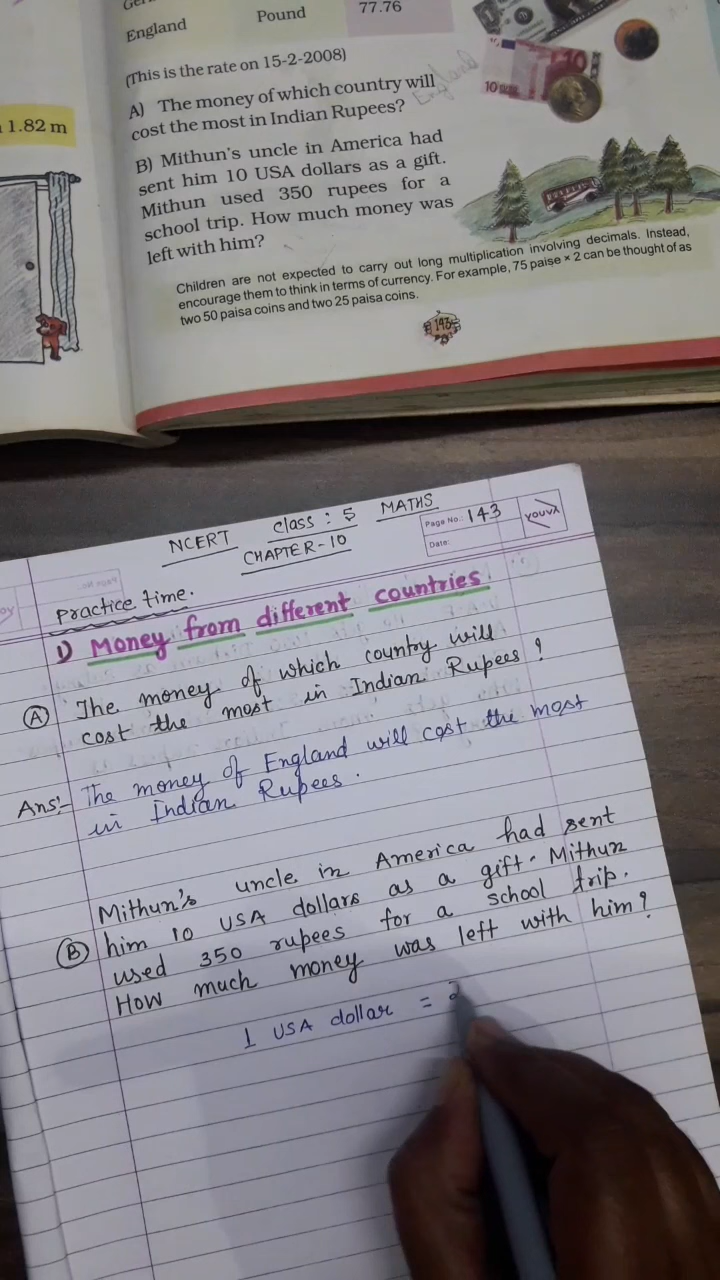 England Pound 77.76
(This is the rate on 15-2-2008)
A) The money of which country will
cost the most in Indian Rupees?
England
B) Mithun's uncle in America had
sent him 10 USA dollars as a gift.
Mithun used 350 rupees for a
school trip. How much money was
left with him?
Children are not expected to carry out long multiplication involving decimals. Instead,
encourage them to think in terms of currency. For example, 75 paise × 2 can be thought of as
two 50 paisa coins and two 25 paisa coins.
143
1.82 m
10
NCERT class : 5 MATHS
CHAPTER-10
Page No.: 143
Date:
YOUVA
Practice time.
1) Money from different countries.
(A) The money of which country will
cost the most in Indian Rupees?
Ans:- The money of England will cost the most
in Indian Rupees.
Mithun's uncle in America had sent
(B) him 10 USA dollars as a gift. Mithun
used 350 rupees for a school trip.
How much money was left with him?
1 USA dollar =